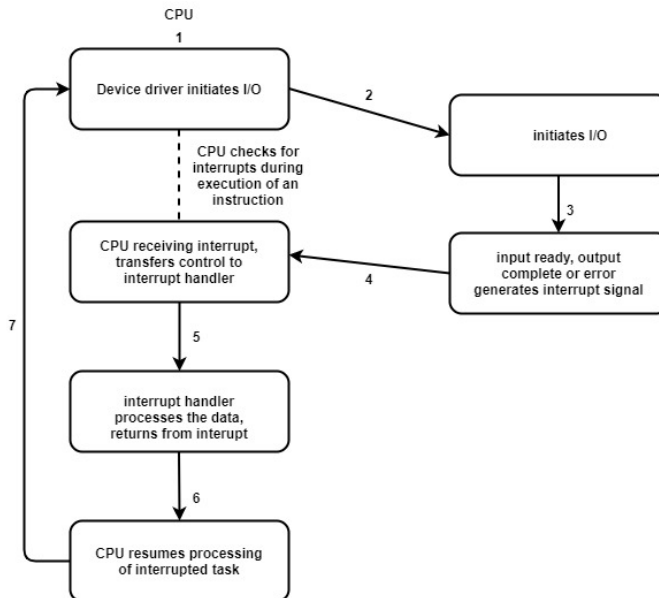 CPU
1
Device driver initiates I/O
2
initiates I/O
CPU checks for
interrupts during
execution of an
instruction
3
CPU receiving interrupt,
transfers control to
interrupt handler
4
input ready, output
complete or error
generates interrupt signal
5
7
interrupt handler
processes the data,
returns from interupt
6
CPU resumes processing
of interrupted task